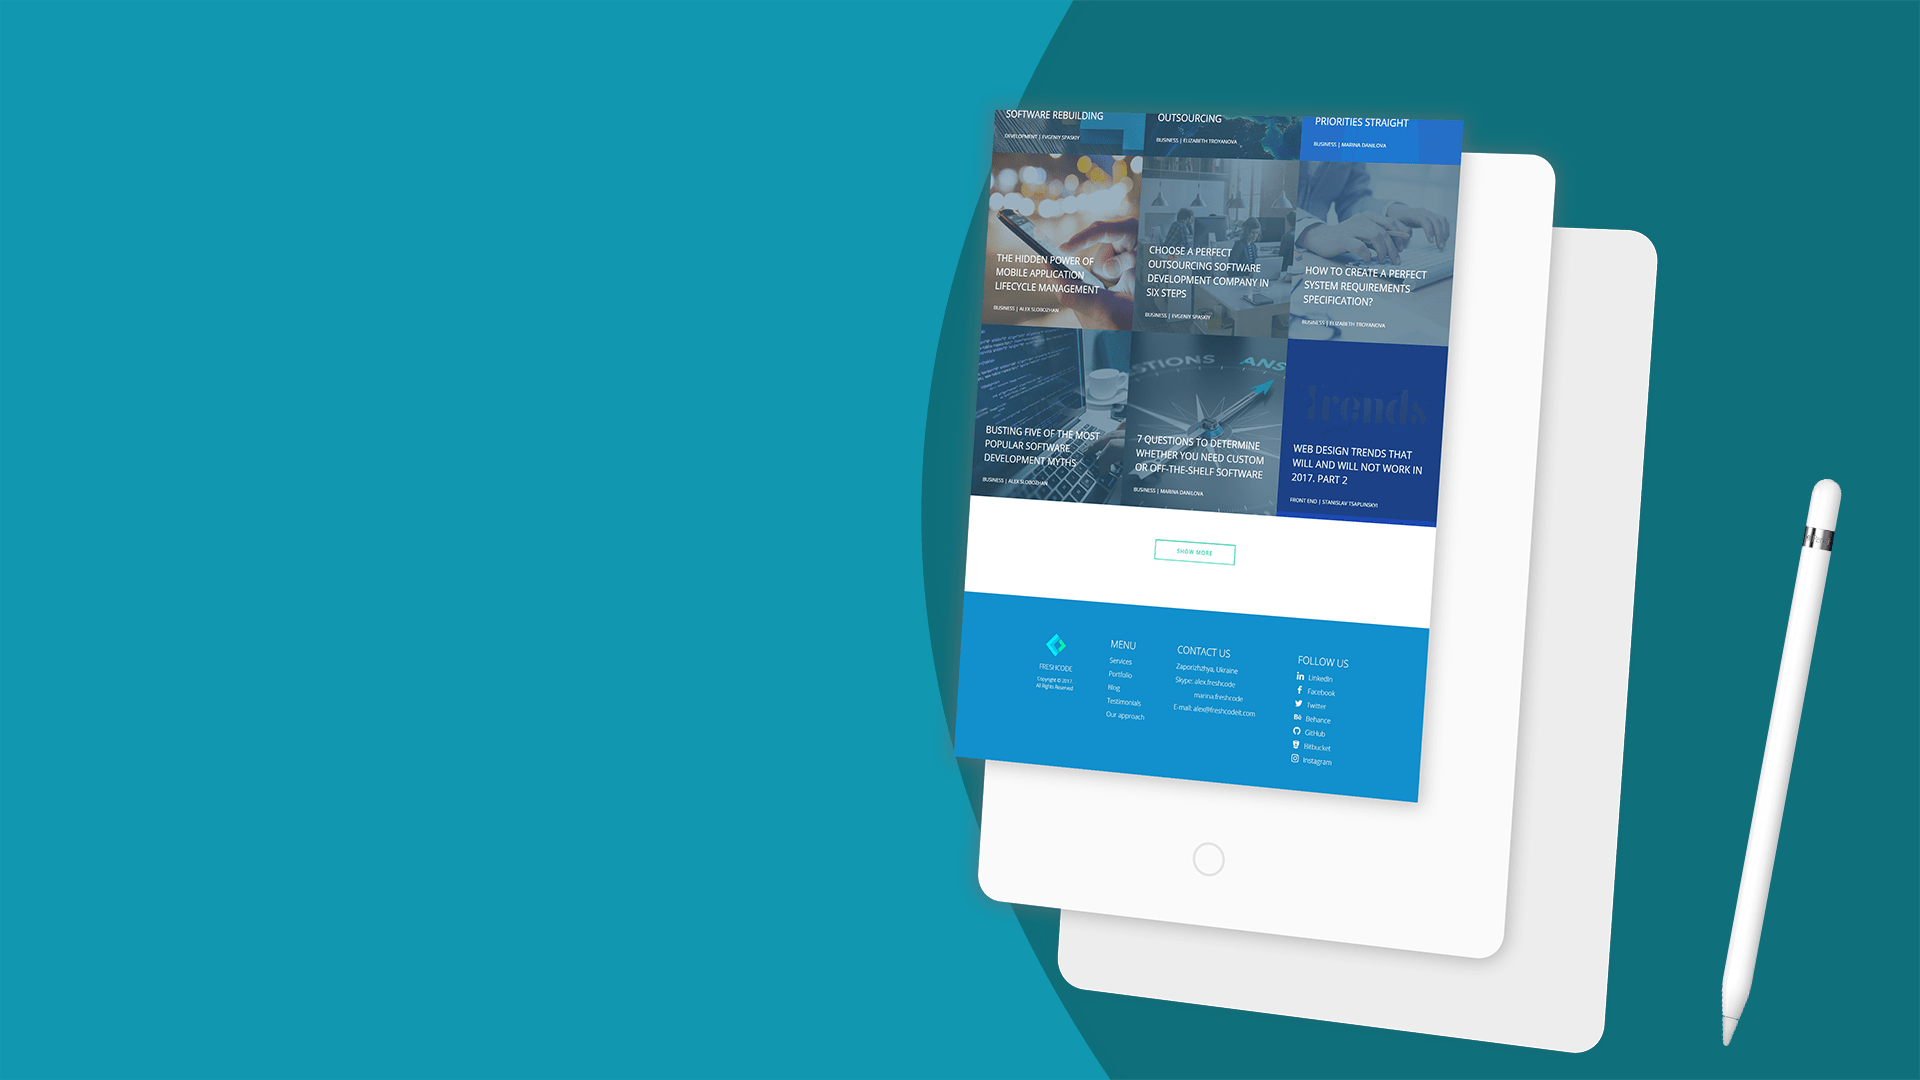 SOFTWARE REBUILDING
DEVELOPMENT | EVGENIY SPASKIY
OUTSOURCING
BUSINESS | ELIZABETH TROYANOVA
PRIORITIES STRAIGHT
BUSINESS | MARINA DANILOVA
THE HIDDEN POWER OF
MOBILE APPLICATION
LIFECYCLE MANAGEMENT
BUSINESS | ALEX SLOBOZHAN
CHOOSE A PERFECT
OUTSOURCING SOFTWARE
DEVELOPMENT COMPANY IN
SIX STEPS
BUSINESS | EVGENIY SPASKIY
HOW TO CREATE A PERFECT
SYSTEM REQUIREMENTS
SPECIFICATION?
BUSINESS | ELIZABETH TROYANOVA
BUSTING FIVE OF THE MOST
POPULAR SOFTWARE
DEVELOPMENT MYTHS
BUSINESS | ALEX SLOBOZHAN
STIONS ANS
7 QUESTIONS TO DETERMINE
WHETHER YOU NEED CUSTOM
OR OFF-THE-SHELF SOFTWARE
BUSINESS | MARINA DANILOVA
trends
WEB DESIGN TRENDS THAT
WILL AND WILL NOT WORK IN
2017. PART 2
FRONT END | STANISLAV TSAPLINSKYI
SHOW MORE
FRESHCODE
Copyright © 2017.
All Rights Reserved
MENU
Services
Portfolio
Blog
Testimonials
Our approach
CONTACT US
Zaporizhzhya, Ukraine
Skype: alex.freshcode
marina.freshcode
E-mail: alex@freshcodeit.com
FOLLOW US
LinkedIn
Facebook
Twitter
Behance
GitHub
Bitbucket
Instagram